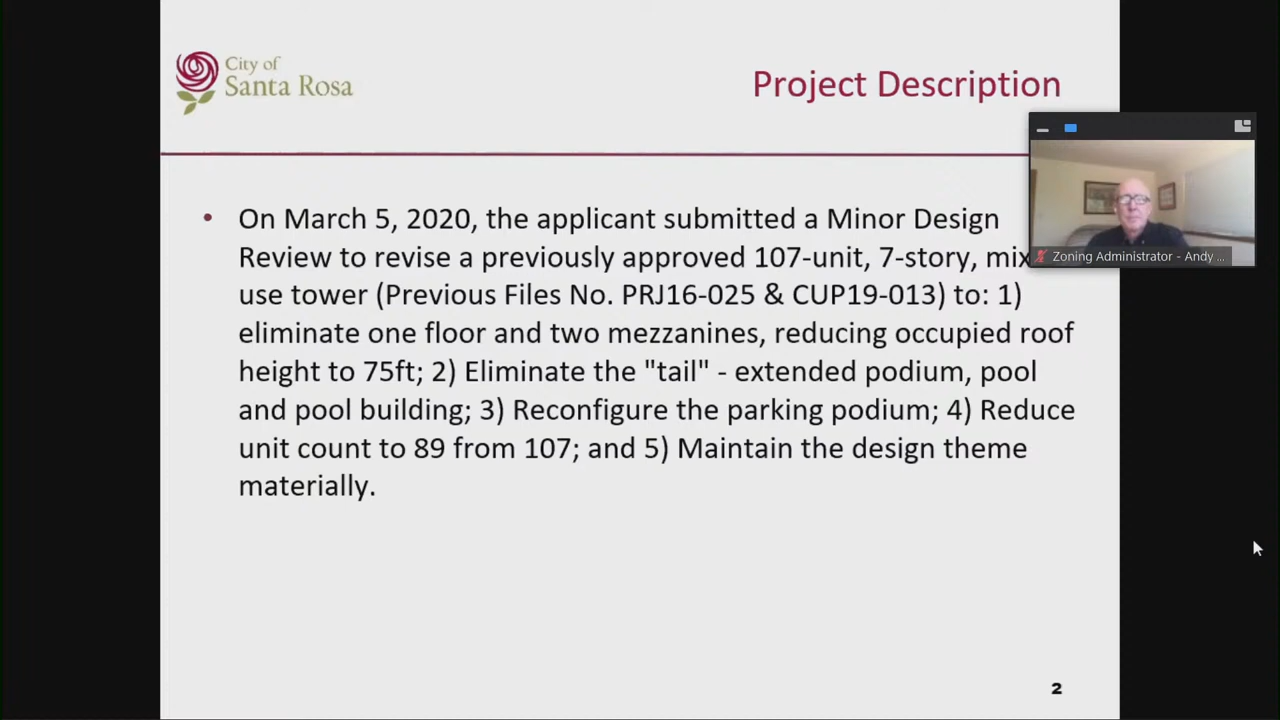 City of
Santa Rosa
Project Description
• On March 5, 2020, the applicant submitted a Minor Design
Review to revise a previously approved 107-unit, 7-story, mix
use tower (Previous Files No. PRJ16-025 & CUP19-013) to: 1)
eliminate one floor and two mezzanines, reducing occupied roof
height to 75ft; 2) Eliminate the "tail" - extended podium, pool
and pool building; 3) Reconfigure the parking podium; 4) Reduce
unit count to 89 from 107; and 5) Maintain the design theme
materially.
Zoning Administrator - Andy ...
2